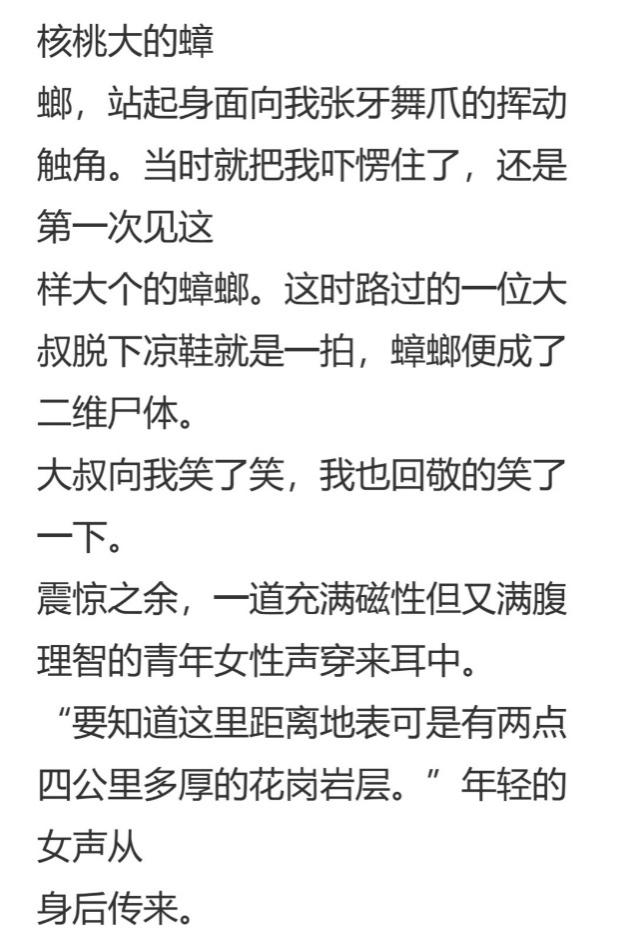 核桃大的蟑
螂，站起身面向我张牙舞爪的挥动
触角。当时就把我吓愣住了，还是
第一次见这
样大个的蟑螂。这时路过的一位大
叔脱下凉鞋就是一拍，蟑螂便成了
二维尸体。
大叔向我笑了笑，我也回敬的笑了
一下。
震惊之余，一道充满磁性但又满腹
理智的青年女性声穿来耳中。
“要知道这里距离地表可是有两点
四公里多厚的花岗岩层。”年轻的
女声从
身后传来。